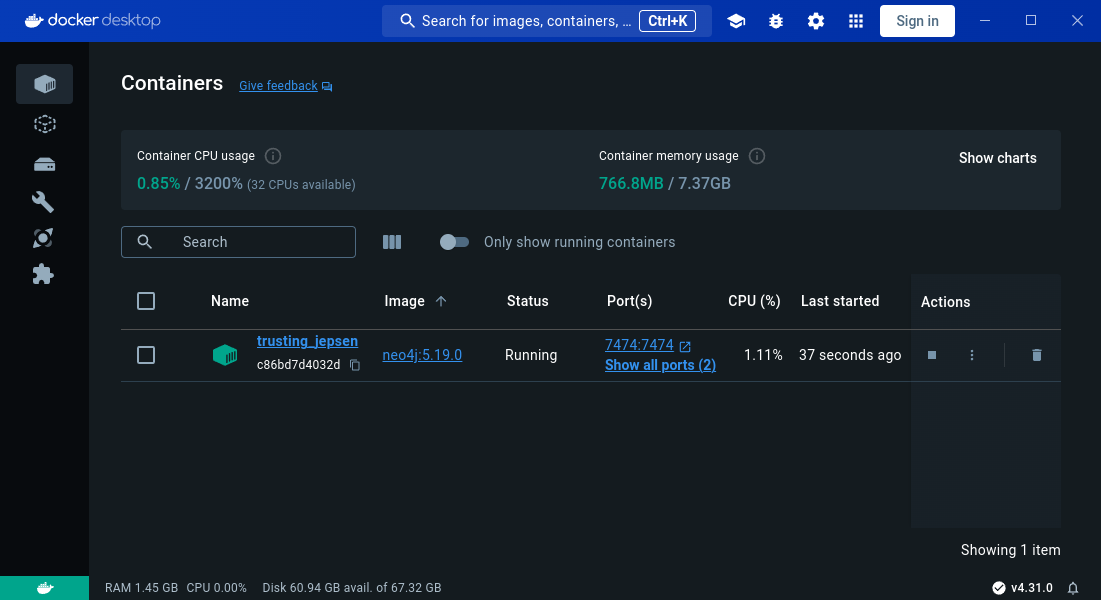 docker desktop
Search for images, containers, ... Ctrl+K
Sign in
Containers Give feedback
Container CPU usage
0.85% / 3200% (32 CPUs available)
Container memory usage
766.8MB / 7.37GB
Show charts
Search
Only show running containers
Name Image Status Port(s) CPU (%) Last started Actions
trusting_jepsen
c86bd7d4032d
neo4j:5.19.0
Running
7474:7474
Show all ports (2)
1.11%
37 seconds ago
Showing 1 item
RAM 1.45 GB CPU 0.00% Disk 60.94 GB avail. of 67.32 GB
v4.31.0